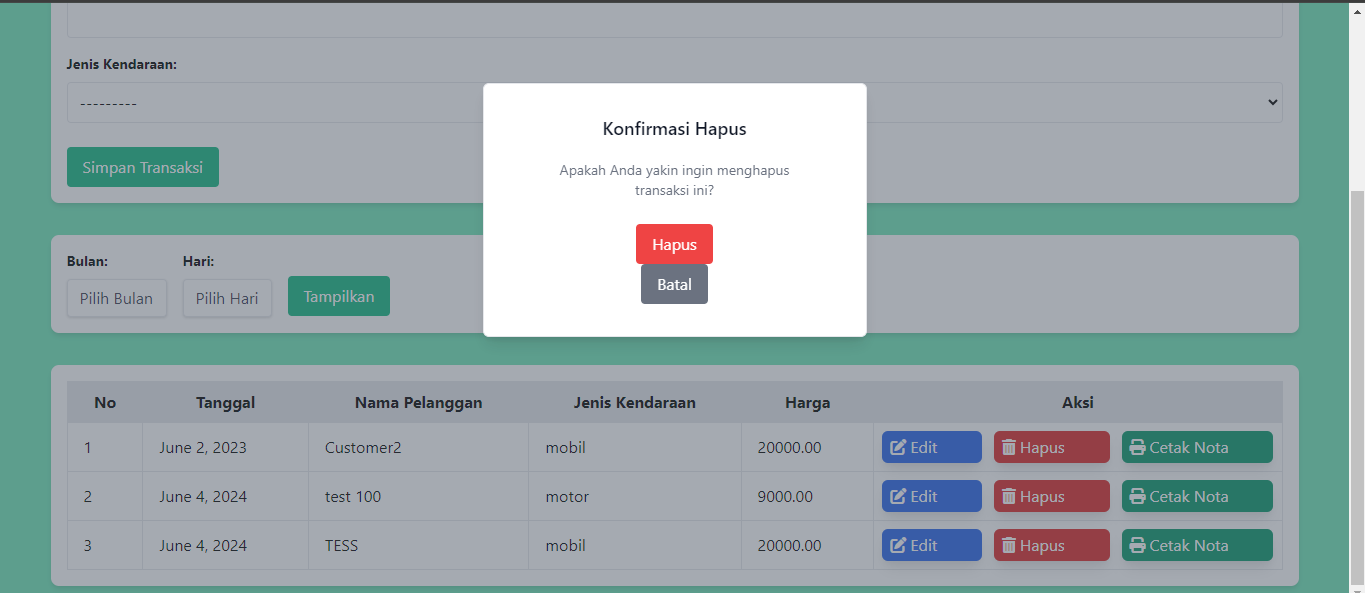 Jenis Kendaraan:
---------
Simpan Transaksi
Konfirmasi Hapus
Apakah Anda yakin ingin menghapus
transaksi ini?
Hapus
Batal
Bulan: Hari:
Pilih Bulan Pilih Hari Tampilkan
No Tanggal Nama Pelanggan Jenis Kendaraan Harga Aksi
1 June 2, 2023 Customer2 mobil 20000.00 Edit Hapus Cetak Nota
2 June 4, 2024 test 100 motor 9000.00 Edit Hapus Cetak Nota
3 June 4, 2024 TESS mobil 20000.00 Edit Hapus Cetak Nota